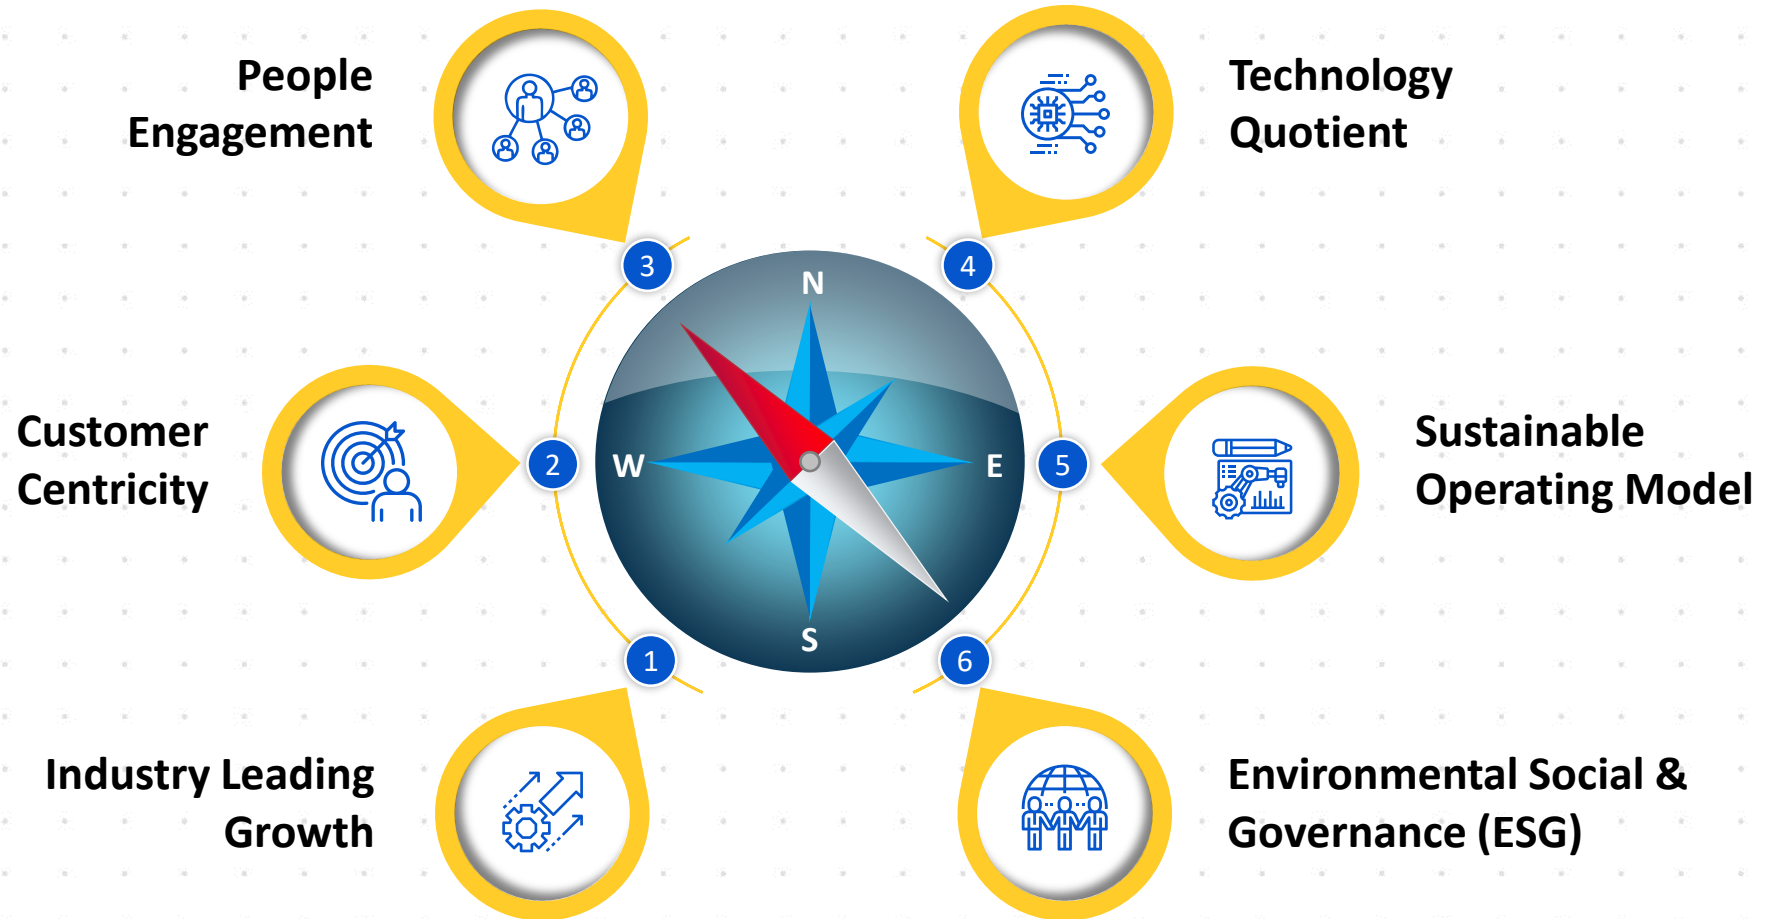 People
Engagement
Technology
Quotient
3
4
N
Customer
Centricity
2
W
E
5
Sustainable
Operating Model
S
1
6
Industry Leading
Growth
Environmental Social &
Governance (ESG)